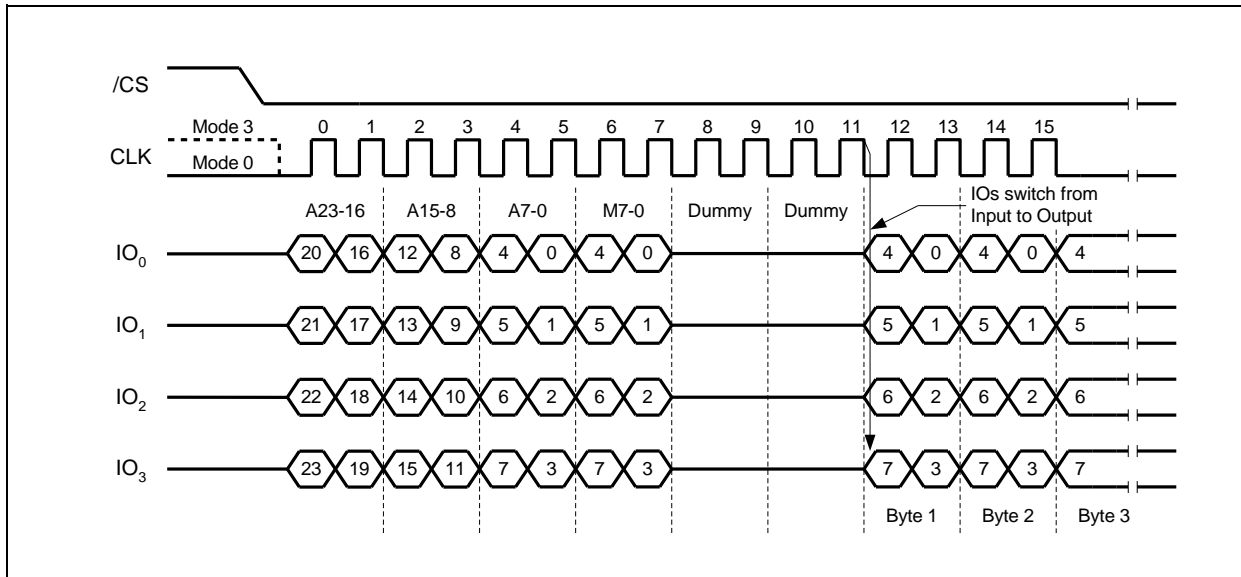 /CS
Mode 3 0 1 2 3 4 5 6 7 8 9 10 11 12 13 14 15
CLK
Mode 0
IOs switch from
Input to Output
A23-16 A15-8 A7-0 M7-0 Dummy Dummy
IO0 20 16 12 8 4 0 4 0 4 0 4 0 4
IO1 21 17 13 9 5 1 5 1 5 1 5 1 5
IO2 22 18 14 10 6 2 6 2 6 2 6 2 6
IO3 23 19 15 11 7 3 7 3 7 3 7 3 7
Byte 1 Byte 2 Byte 3